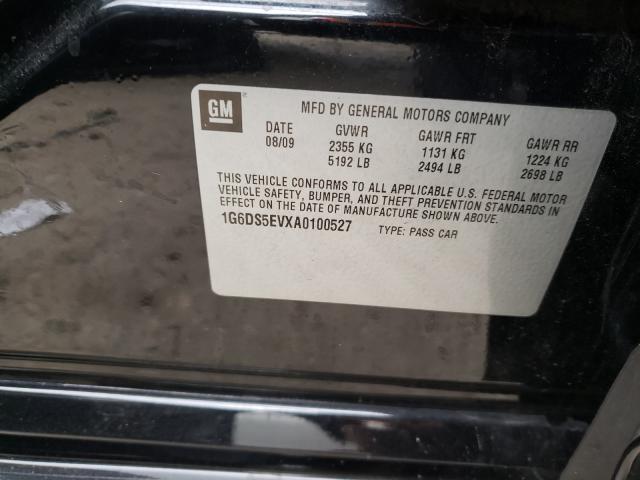 GM
MFD BY GENERAL MOTORS COMPANY
DATE GVWR GAWR FRT GAWR RR
08/09 2355 KG 1131 KG 1224 KG
5192 LB 2494 LB 2698 LB
THIS VEHICLE CONFORMS TO ALL APPLICABLE U.S. FEDERAL MOTOR
VEHICLE SAFETY, BUMPER, AND THEFT PREVENTION STANDARDS IN
EFFECT ON THE DATE OF MANUFACTURE SHOWN ABOVE.
1G6DS5EVXA0100527 TYPE: PASS CAR